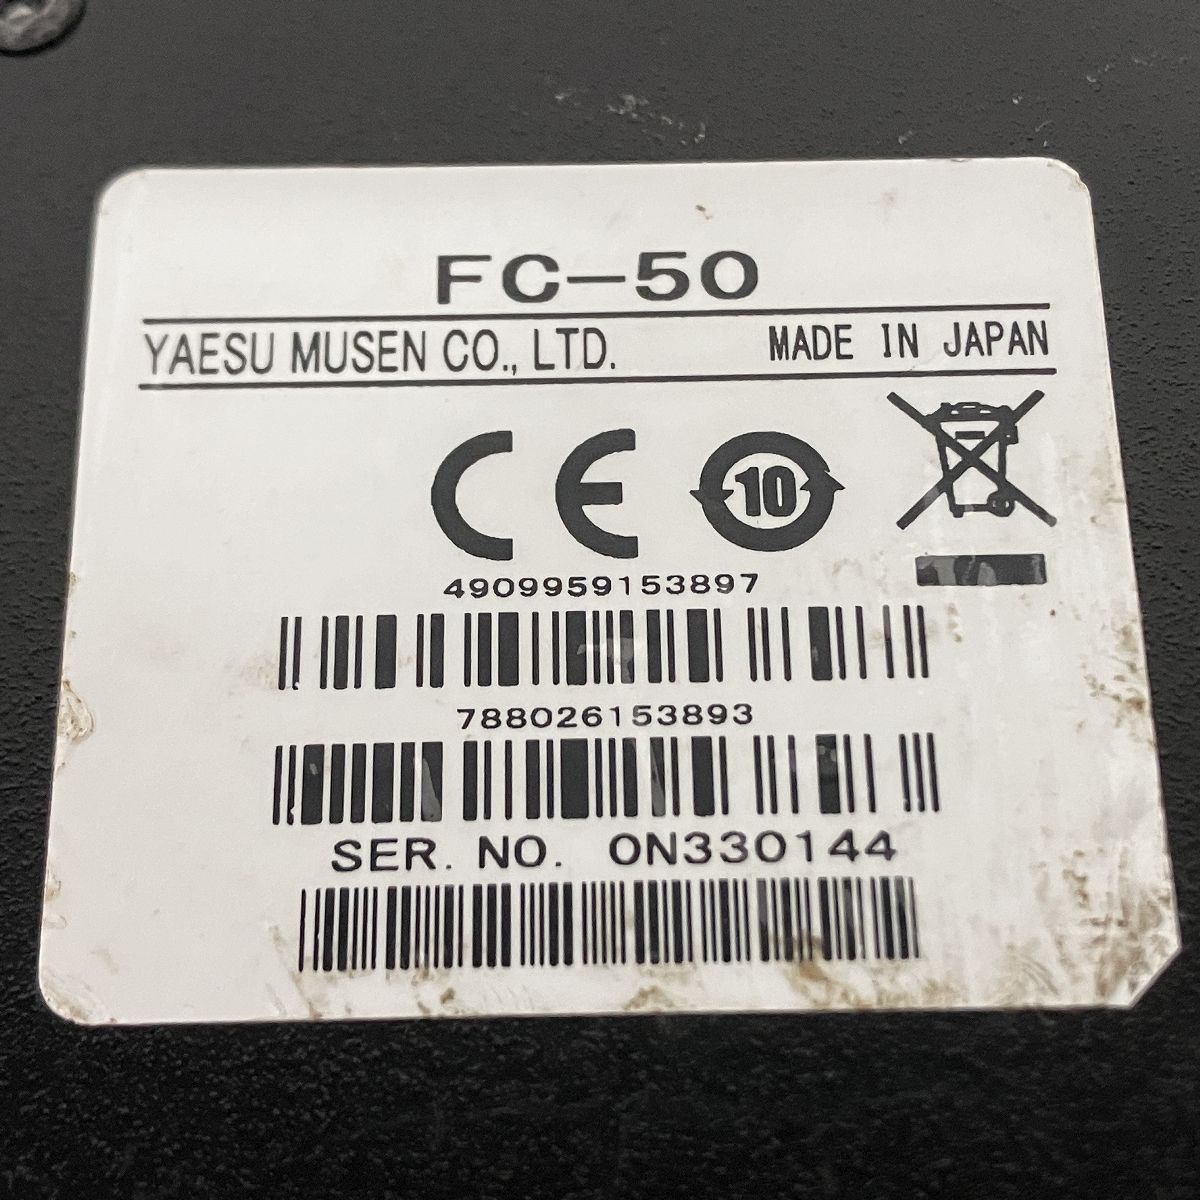 FC-50
YAESU MUSEN CO., LTD. MADE IN JAPAN
CE 10
4909959153897
788026153893
SER. NO. 0N330144